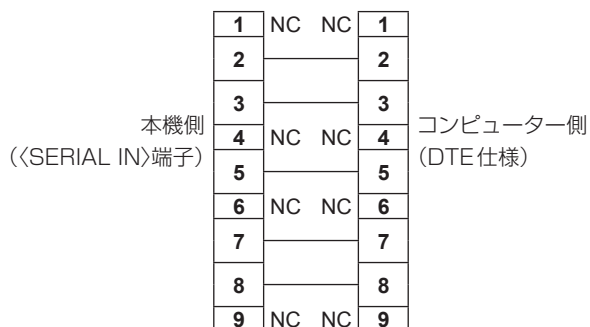 1 NC NC 1
2 2
3 3
本機側
(〈SERIAL IN〉端子)
4 NC NC 4
コンピューター側
(DTE仕様)
5 5
6 NC NC 6
7 7
8 8
9 NC NC 9